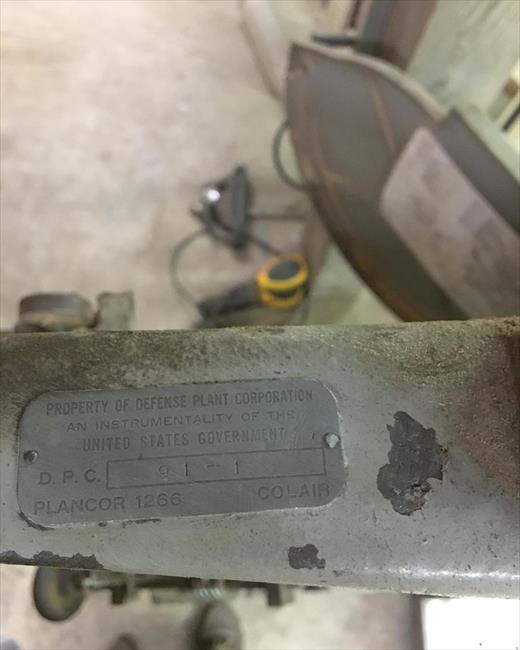 PROPERTY OF DEFENSE PLANT CORPORATION
AN INSTRUMENTALITY OF THE
UNITED STATES GOVERNMENT
D. P. C. 91-1
PLANCOR 1266 COLAIR